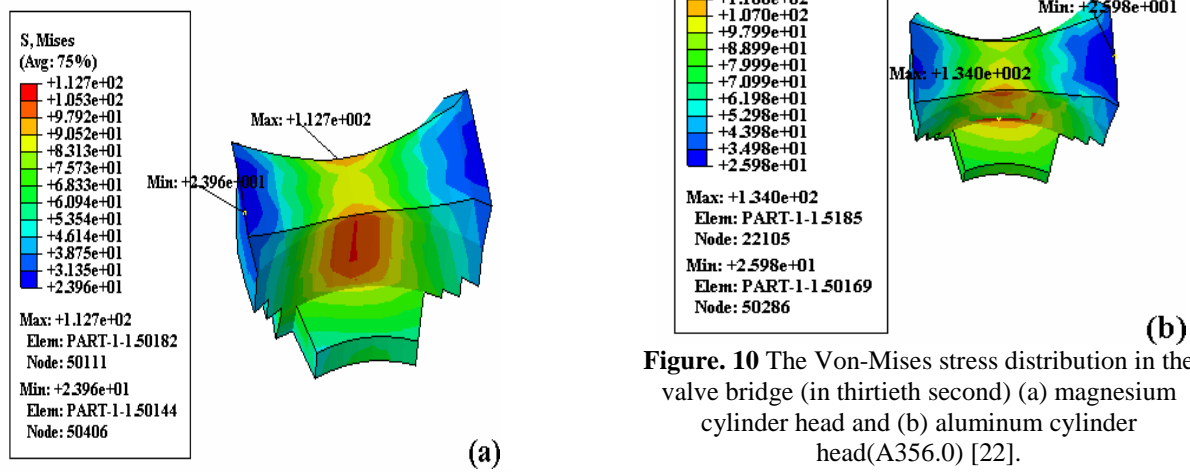 S, Mises
(Avg: 75%)
+1.127e+02
+1.053e+02
+9.792e+01
+9.052e+01
+8.313e+01
+7.573e+01
+6.833e+01
+6.094e+01
+5.354e+01
+4.614e+01
+3.875e+01
+3.135e+01
+2.396e+01
Max: +1.127e+02
Elem: PART-1-1.50182
Node: 50111
Min: +2.396e+01
Elem: PART-1-1.50144
Node: 50406
Max: +1.127e+002
Min: +2.396e+001
(a)
+1.070e+02
+9.799e+01
+8.899e+01
+7.999e+01
+7.099e+01
+6.198e+01
+5.298e+01
+4.398e+01
+3.498e+01
+2.598e+01
Max: +1.340e+02
Elem: PART-1-1.5185
Node: 22105
Min: +2.598e+01
Elem: PART-1-1.50169
Node: 50286
Min: +2.598e+001
Max: +1.340e+002
(b)
Figure. 10 The Von-Mises stress distribution in the
valve bridge (in thirtieth second) (a) magnesium
cylinder head and (b) aluminum cylinder
head(A356.0) [22].